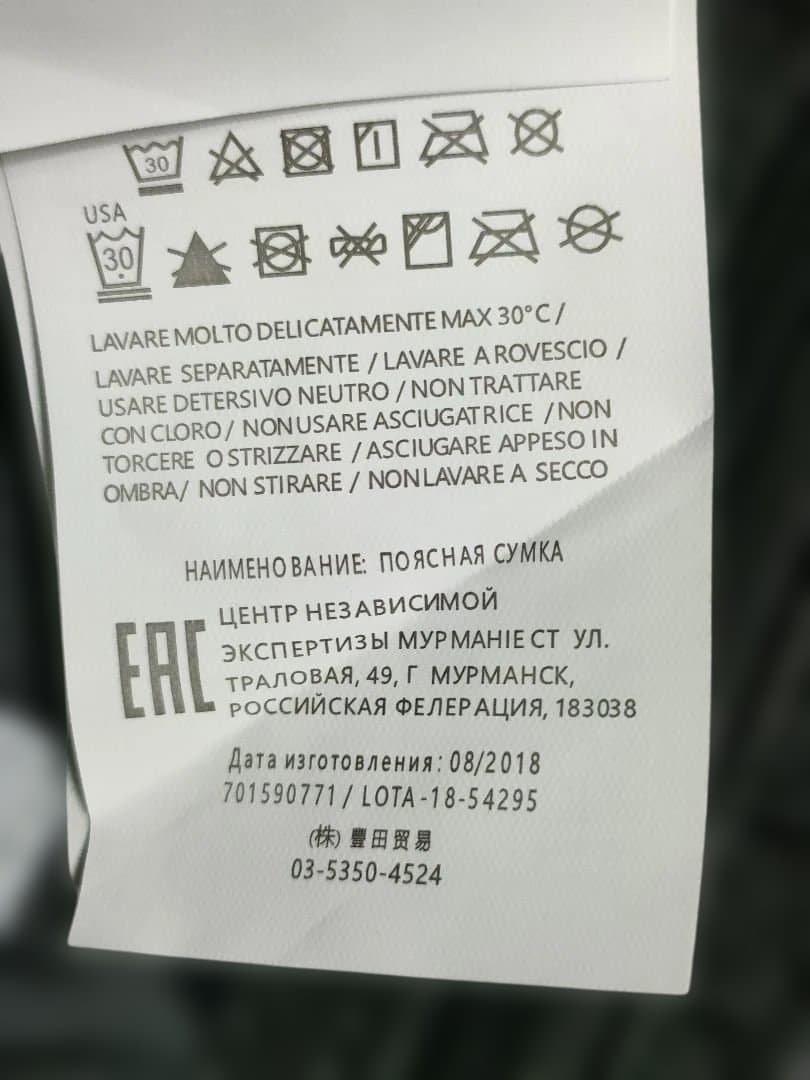 30
USA
30
LAVARE MOLTO DELICATAMENTE MAX 30°C /
LAVARE SEPARATAMENTE / LAVARE A ROVESCIO /
USARE DETERSIVO NEUTRO / NON TRATTARE
CON CLORO / NON USARE ASCIUGATRICE / NON
TORCERE O STRIZZARE / ASCIUGARE APPESO IN
OMBRA/ NON STIRARE / NON LAVARE A SECCO
НАИМЕНОВАНИЕ: ПОЯСНАЯ СУМКА
EAC
ЦЕНТР НЕЗАВИСИМОЙ
ЭКСПЕРТИЗЫ МУРМАНІЕСТ УЛ.
ТРАЛОВАЯ, 49, Г МУРМАНСК,
РОССИЙСКАЯ ФЕЛЕРАЦИЯ, 183038
Дата изготовления: 08/2018
701590771 / LOTA-18-54295
(株) 豐田贸易
03-5350-4524